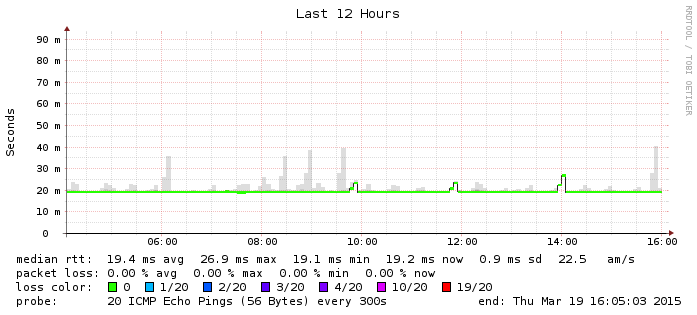 Last 12 Hours
RRDTOOL / TOBI OETIKER
Seconds
90 m
80 m
70 m
60 m
50 m
40 m
30 m
20 m
10 m
0
06:00 08:00 10:00 12:00 14:00 16:00
median rtt: 19.4 ms avg 26.9 ms max 19.1 ms min 19.2 ms now 0.9 ms sd 22.5 am/s
packet loss: 0.00 % avg 0.00 % max 0.00 % min 0.00 % now
loss color: 0 1/20 2/20 3/20 4/20 10/20 19/20
probe: 20 ICMP Echo Pings (56 Bytes) every 300s end: Thu Mar 19 16:05:03 2015